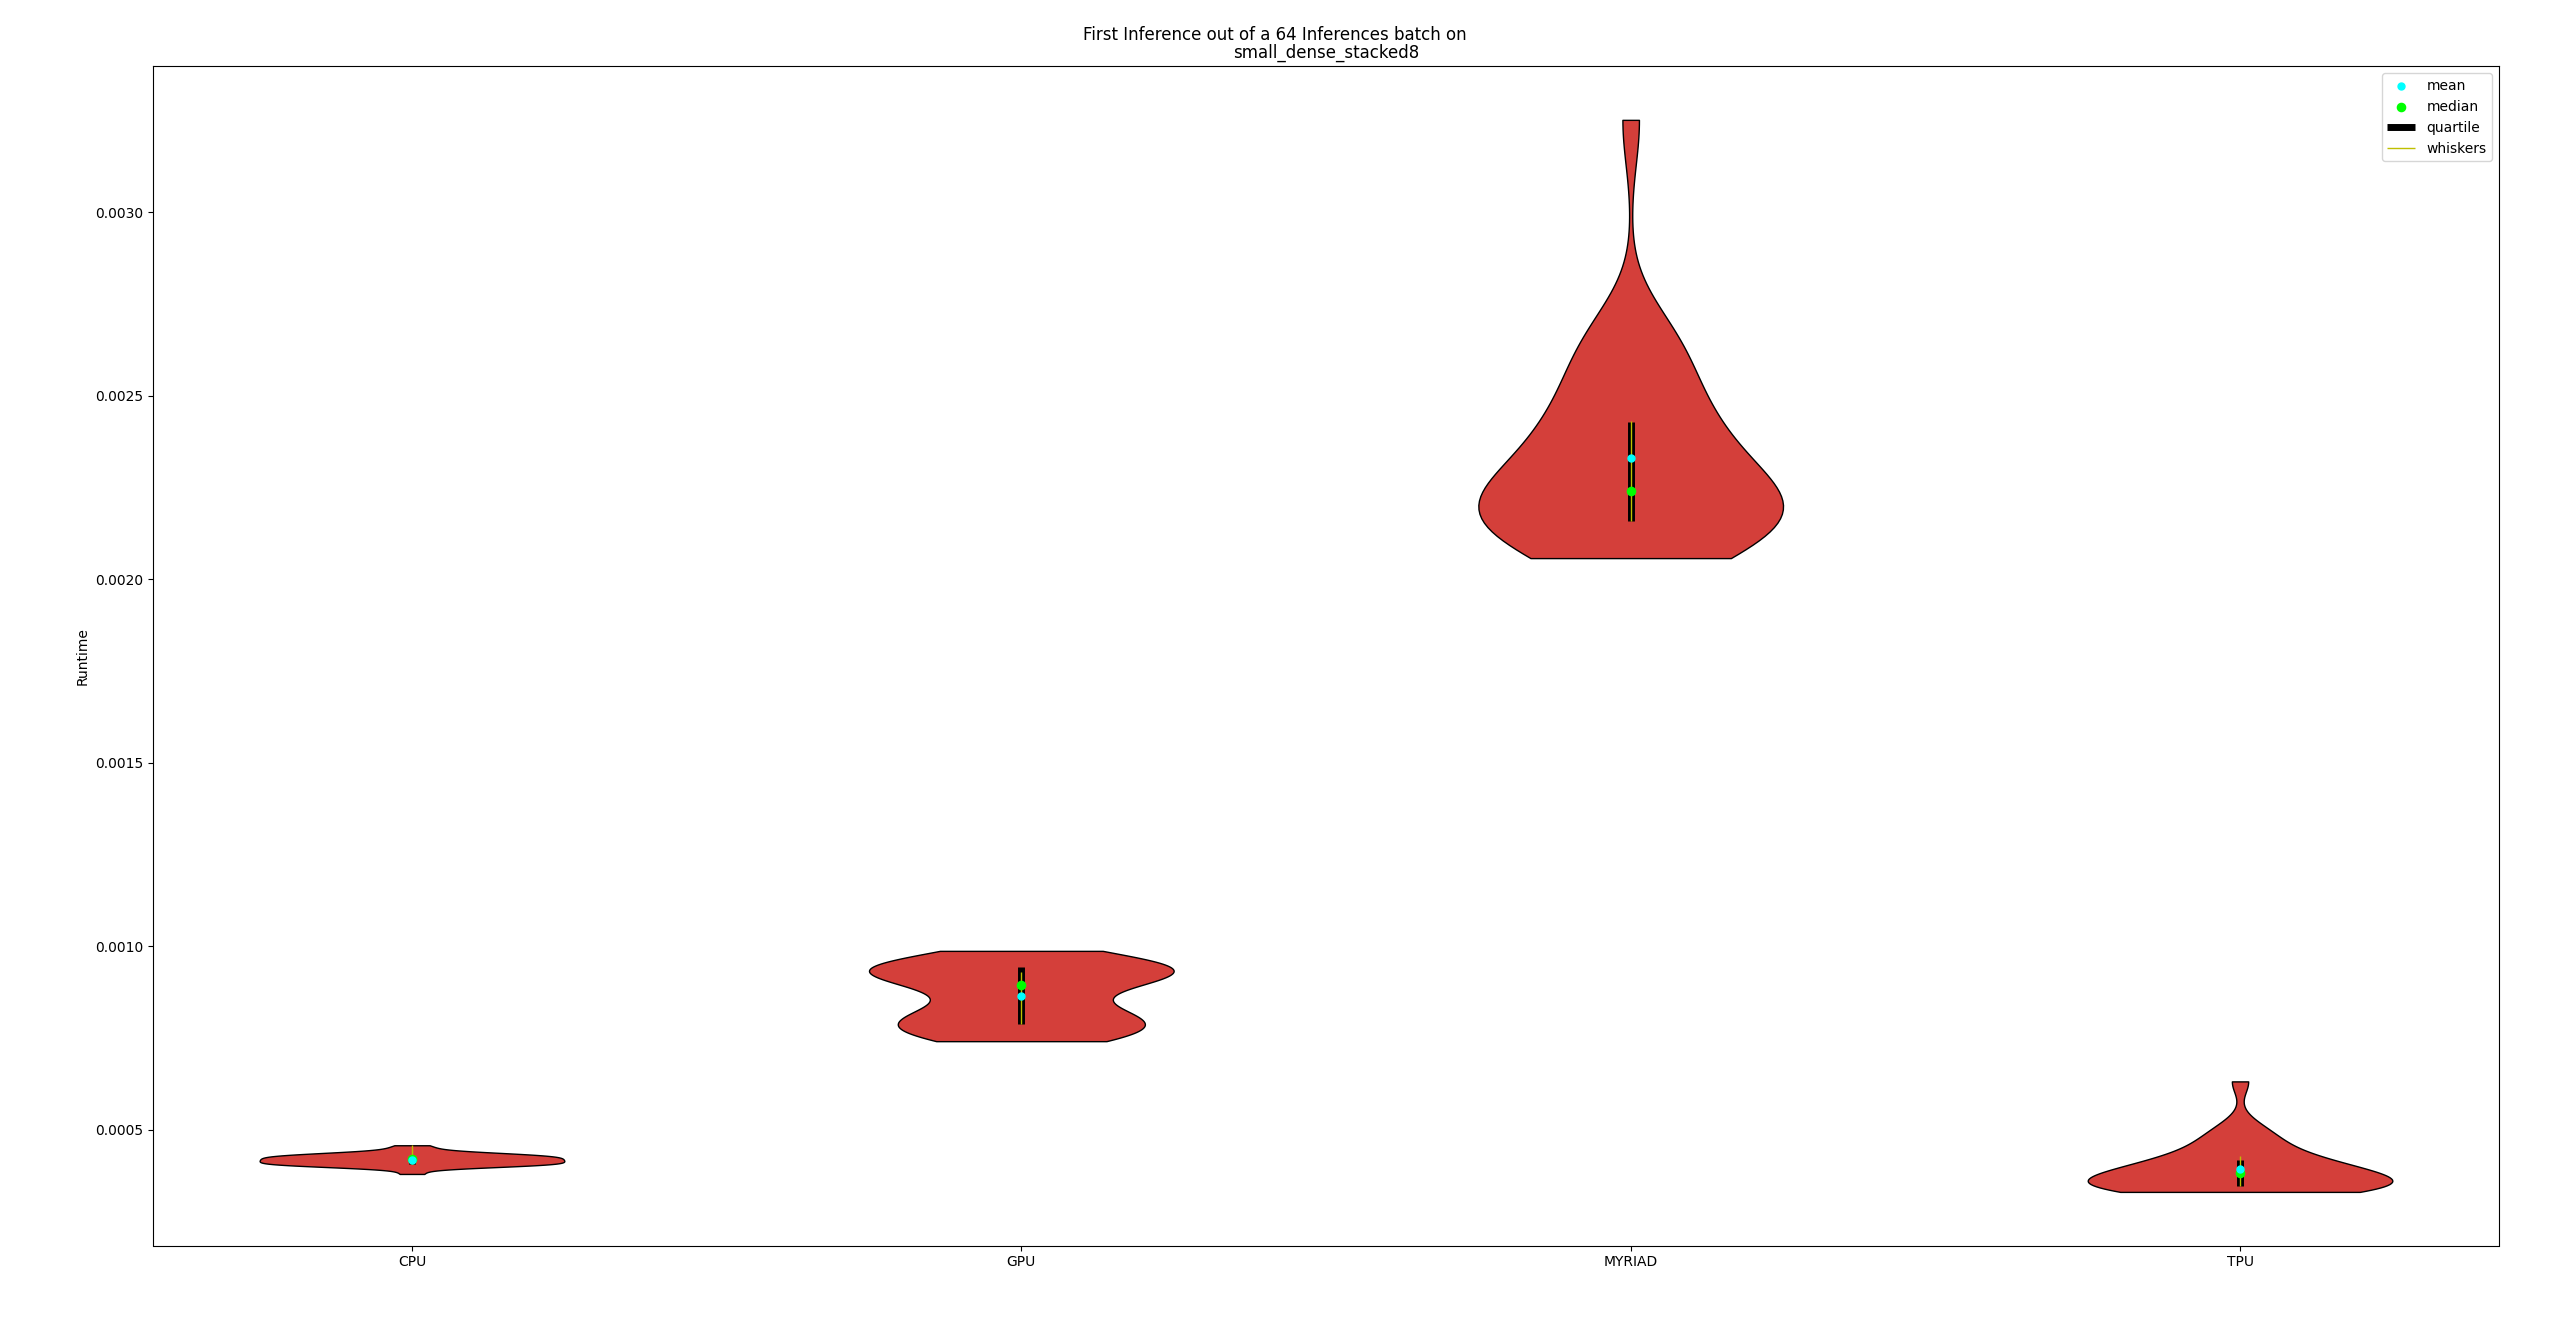 First Inference out of a 64 Inferences batch on
small_dense_stacked8
mean
median
quartile
whiskers
0.0030
0.0025
0.0020
0.0015
0.0010
0.0005
Runtime
CPU GPU MYRIAD TPU